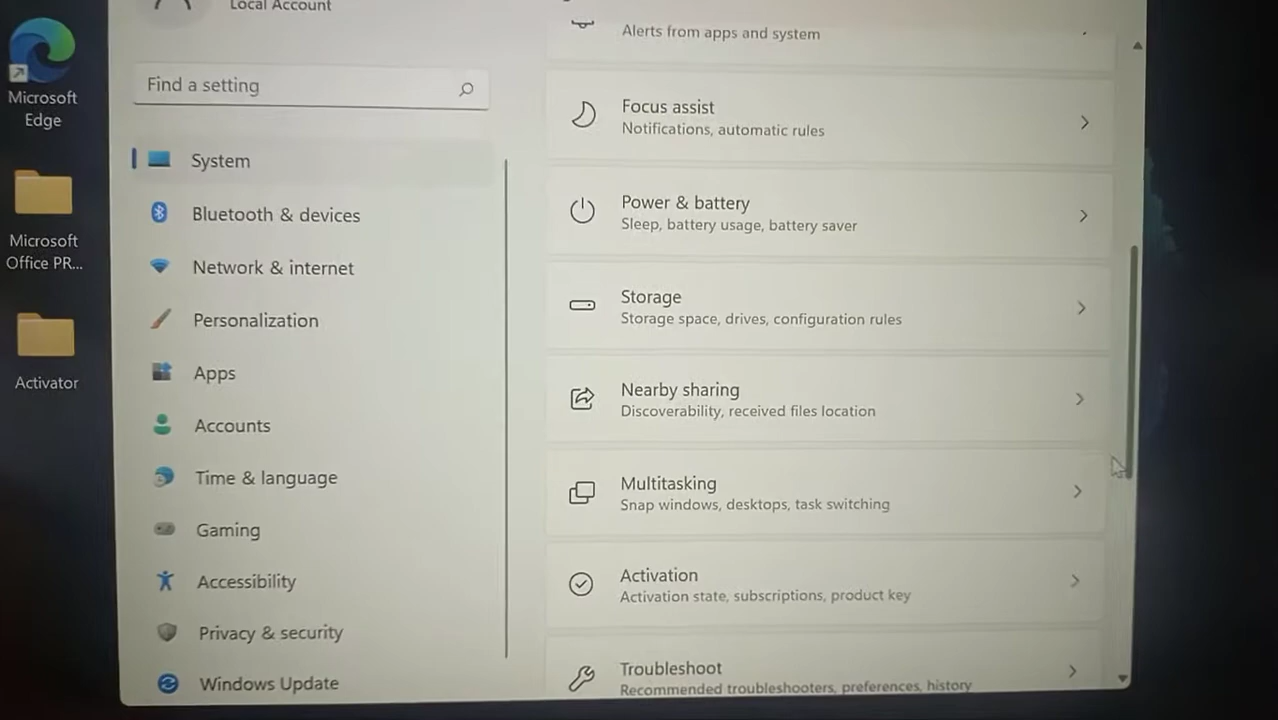 Microsoft
Edge
Microsoft
Office PR...
Activator
Local Account
Find a setting
System
Bluetooth & devices
Network & internet
Personalization
Apps
Accounts
Time & language
Gaming
Accessibility
Privacy & security
Windows Update
Alerts from apps and system
Focus assist
Notifications, automatic rules
Power & battery
Sleep, battery usage, battery saver
Storage
Storage space, drives, configuration rules
Nearby sharing
Discoverability, received files location
Multitasking
Snap windows, desktops, task switching
Activation
Activation state, subscriptions, product key
Troubleshoot
Recommended troubleshooters, preferences, history